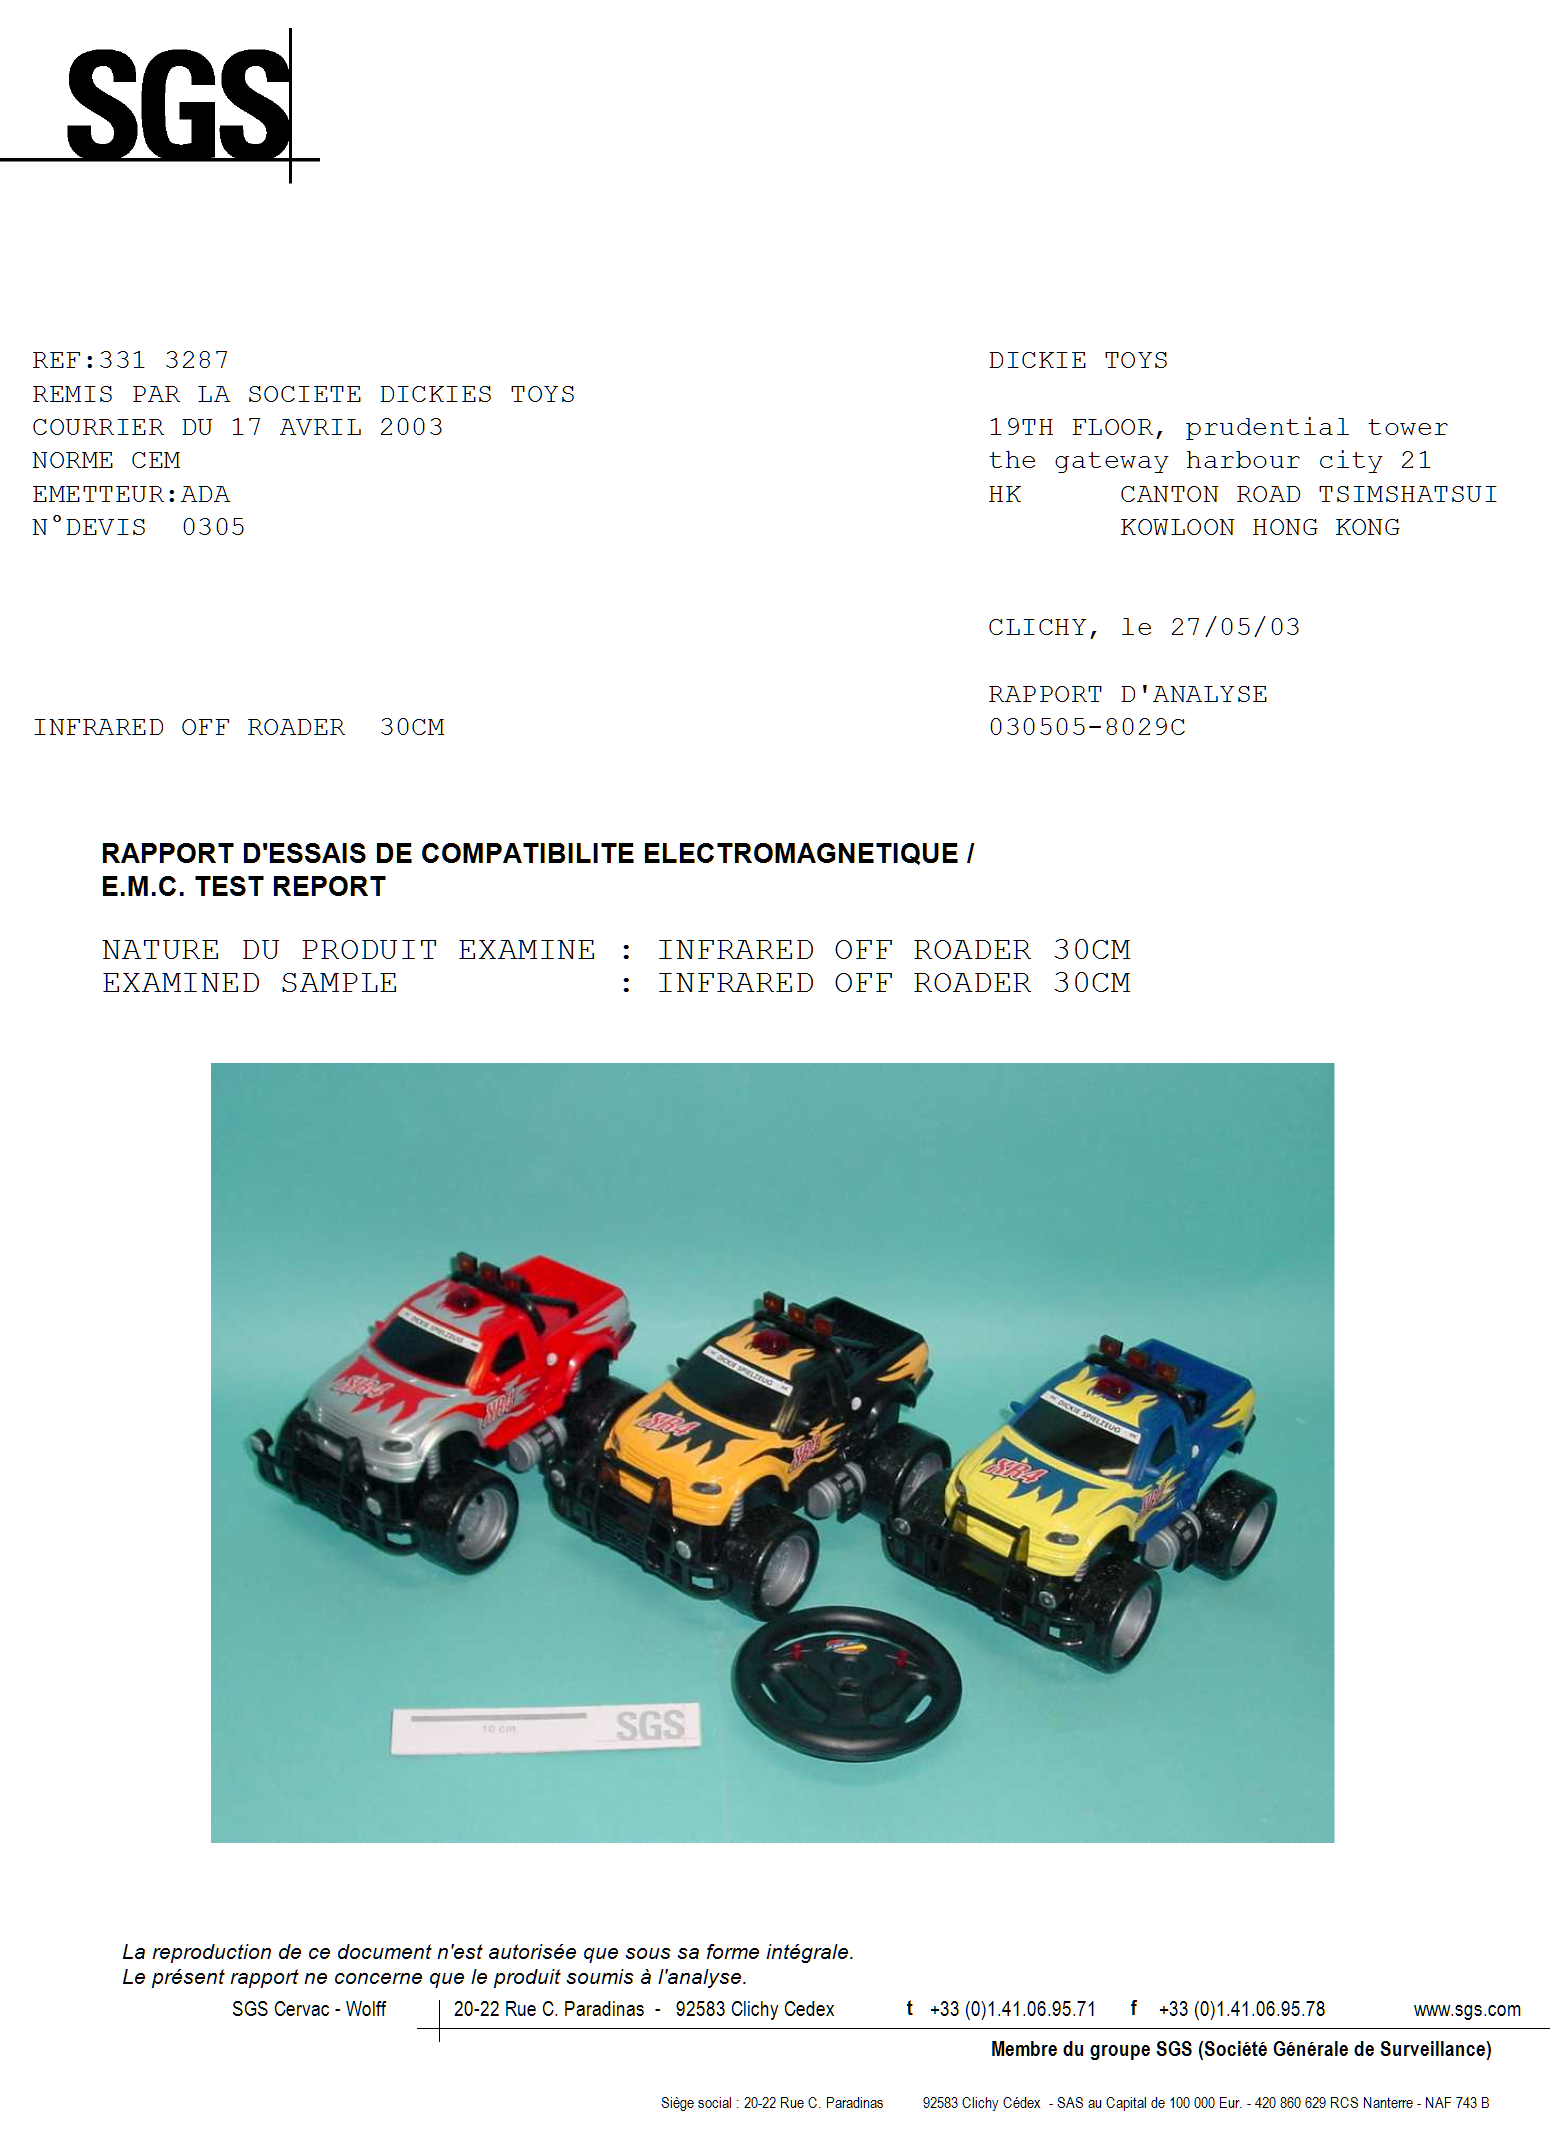 SGS
REF:331 3287
REMIS PAR LA SOCIETE DICKIES TOYS
COURRIER DU 17 AVRIL 2003
NORME CEM
EMETTEUR:ADA
N°DEVIS 0305
DICKIE TOYS
19TH FLOOR, prudential tower
the gateway harbour city 21
HK CANTON ROAD TSIMSHATSUI
KOWLOON HONG KONG
CLICHY, le 27/05/03
RAPPORT D'ANALYSE
INFRARED OFF ROADER 30CM
030505-8029C
RAPPORT D'ESSAIS DE COMPATIBILITE ELECTROMAGNETIQUE /
E.M.C. TEST REPORT
NATURE DU PRODUIT EXAMINE : INFRARED OFF ROADER 30CM
EXAMINED SAMPLE : INFRARED OFF ROADER 30CM
DICKIE SPIELZEUG
DICKIE SPIELZEUG
DICKIE SPIELZEUG
10 cm
SGS
La reproduction de ce document n'est autorisée que sous sa forme intégrale.
Le présent rapport ne concerne que le produit soumis à l'analyse.
SGS Cervac - Wolff 20-22 Rue C. Paradinas - 92583 Clichy Cedex t +33 (0)1.41.06.95.71 f +33 (0)1.41.06.95.78 www.sgs.com
Membre du groupe SGS (Société Générale de Surveillance)
Siège social : 20-22 Rue C. Paradinas 92583 Clichy Cédex - SAS au Capital de 100 000 Eur. - 420 860 629 RCS Nanterre - NAF 743 B